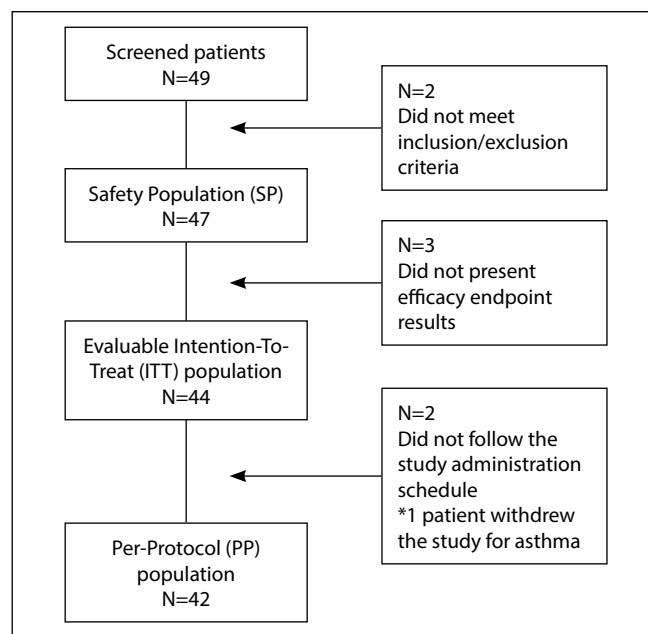 Screened patients
N=49
N=2
Did not meet
inclusion/exclusion
criteria
Safety Population (SP)
N=47
N=3
Did not present
efficacy endpoint
results
Evaluable Intention-To-
Treat (ITT) population
N=44
N=2
Did not follow the
study administration
schedule
*1 patient withdrew
the study for asthma
Per-Protocol (PP)
population
N=42